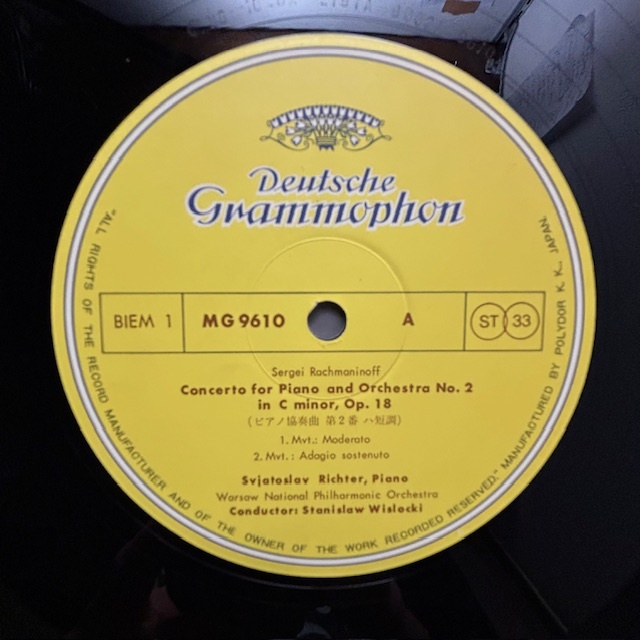 Deutsche
Grammophon
BIEM 1
MG 9610
A
ST 33
Sergei Rachmaninoff
Concerto for Piano and Orchestra No. 2
in C minor, Op. 18
(ピアノ協奏曲 第2番 ハ短調)
1. Mvt.: Moderato
2. Mvt.: Adagio sostenuto
Svjatoslav Richter, Piano
Warsaw National Philharmonic Orchestra
Conductor: Stanislaw Wislocki
"ALL RIGHTS OF THE RECORD MANUFACTURER AND OF THE OWNER OF THE WORK RECORDED RESERVED." MANUFACTURED BY POLYDOR K. K., JAPAN.